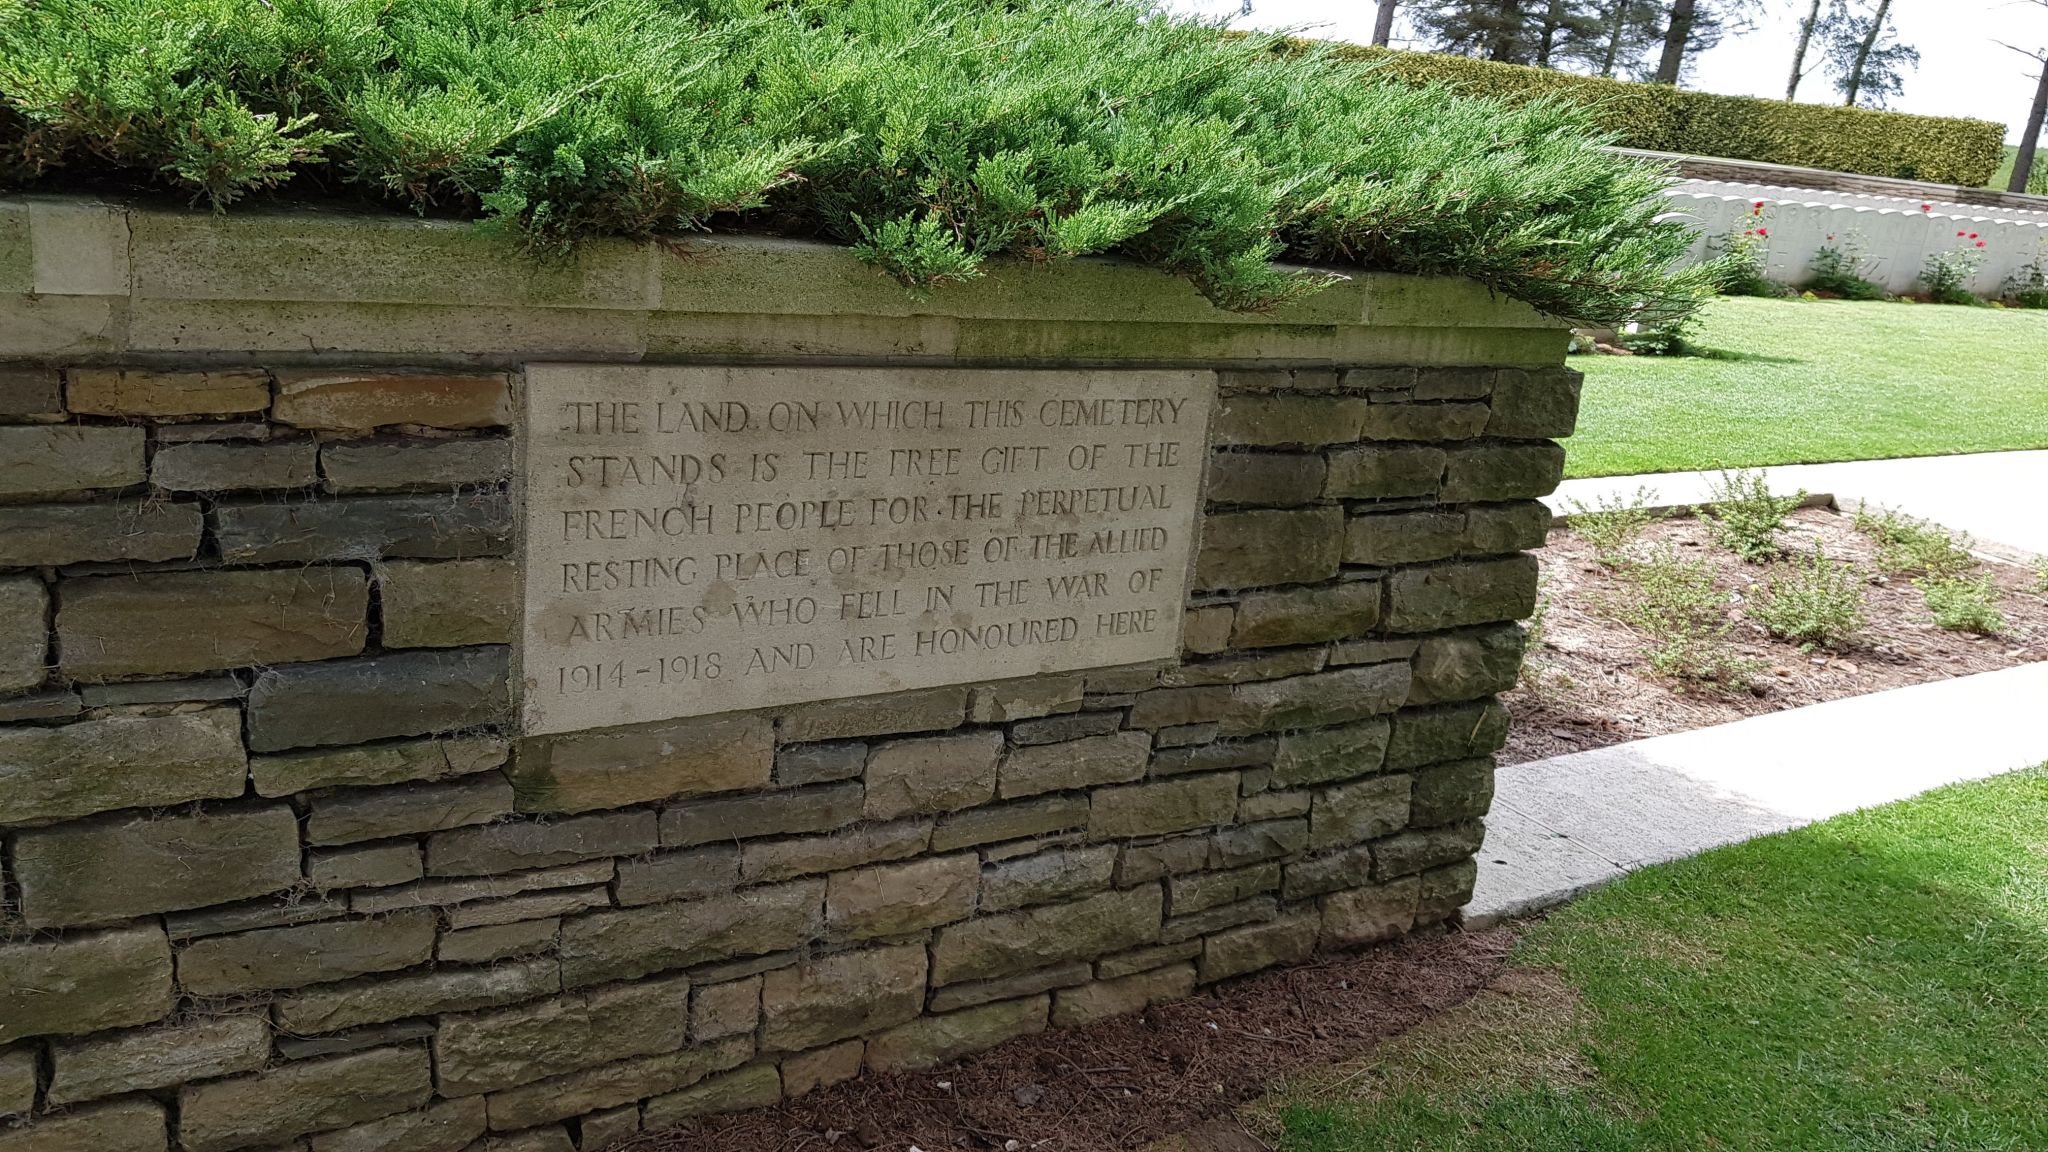 THE LAND ON WHICH THIS CEMETERY
STANDS IS THE FREE GIFT OF THE
FRENCH PEOPLE FOR THE PERPETUAL
RESTING PLACE OF THOSE OF THE ALLIED
ARMIES WHO FELL IN THE WAR OF
1914-1918 AND ARE HONOURED HERE